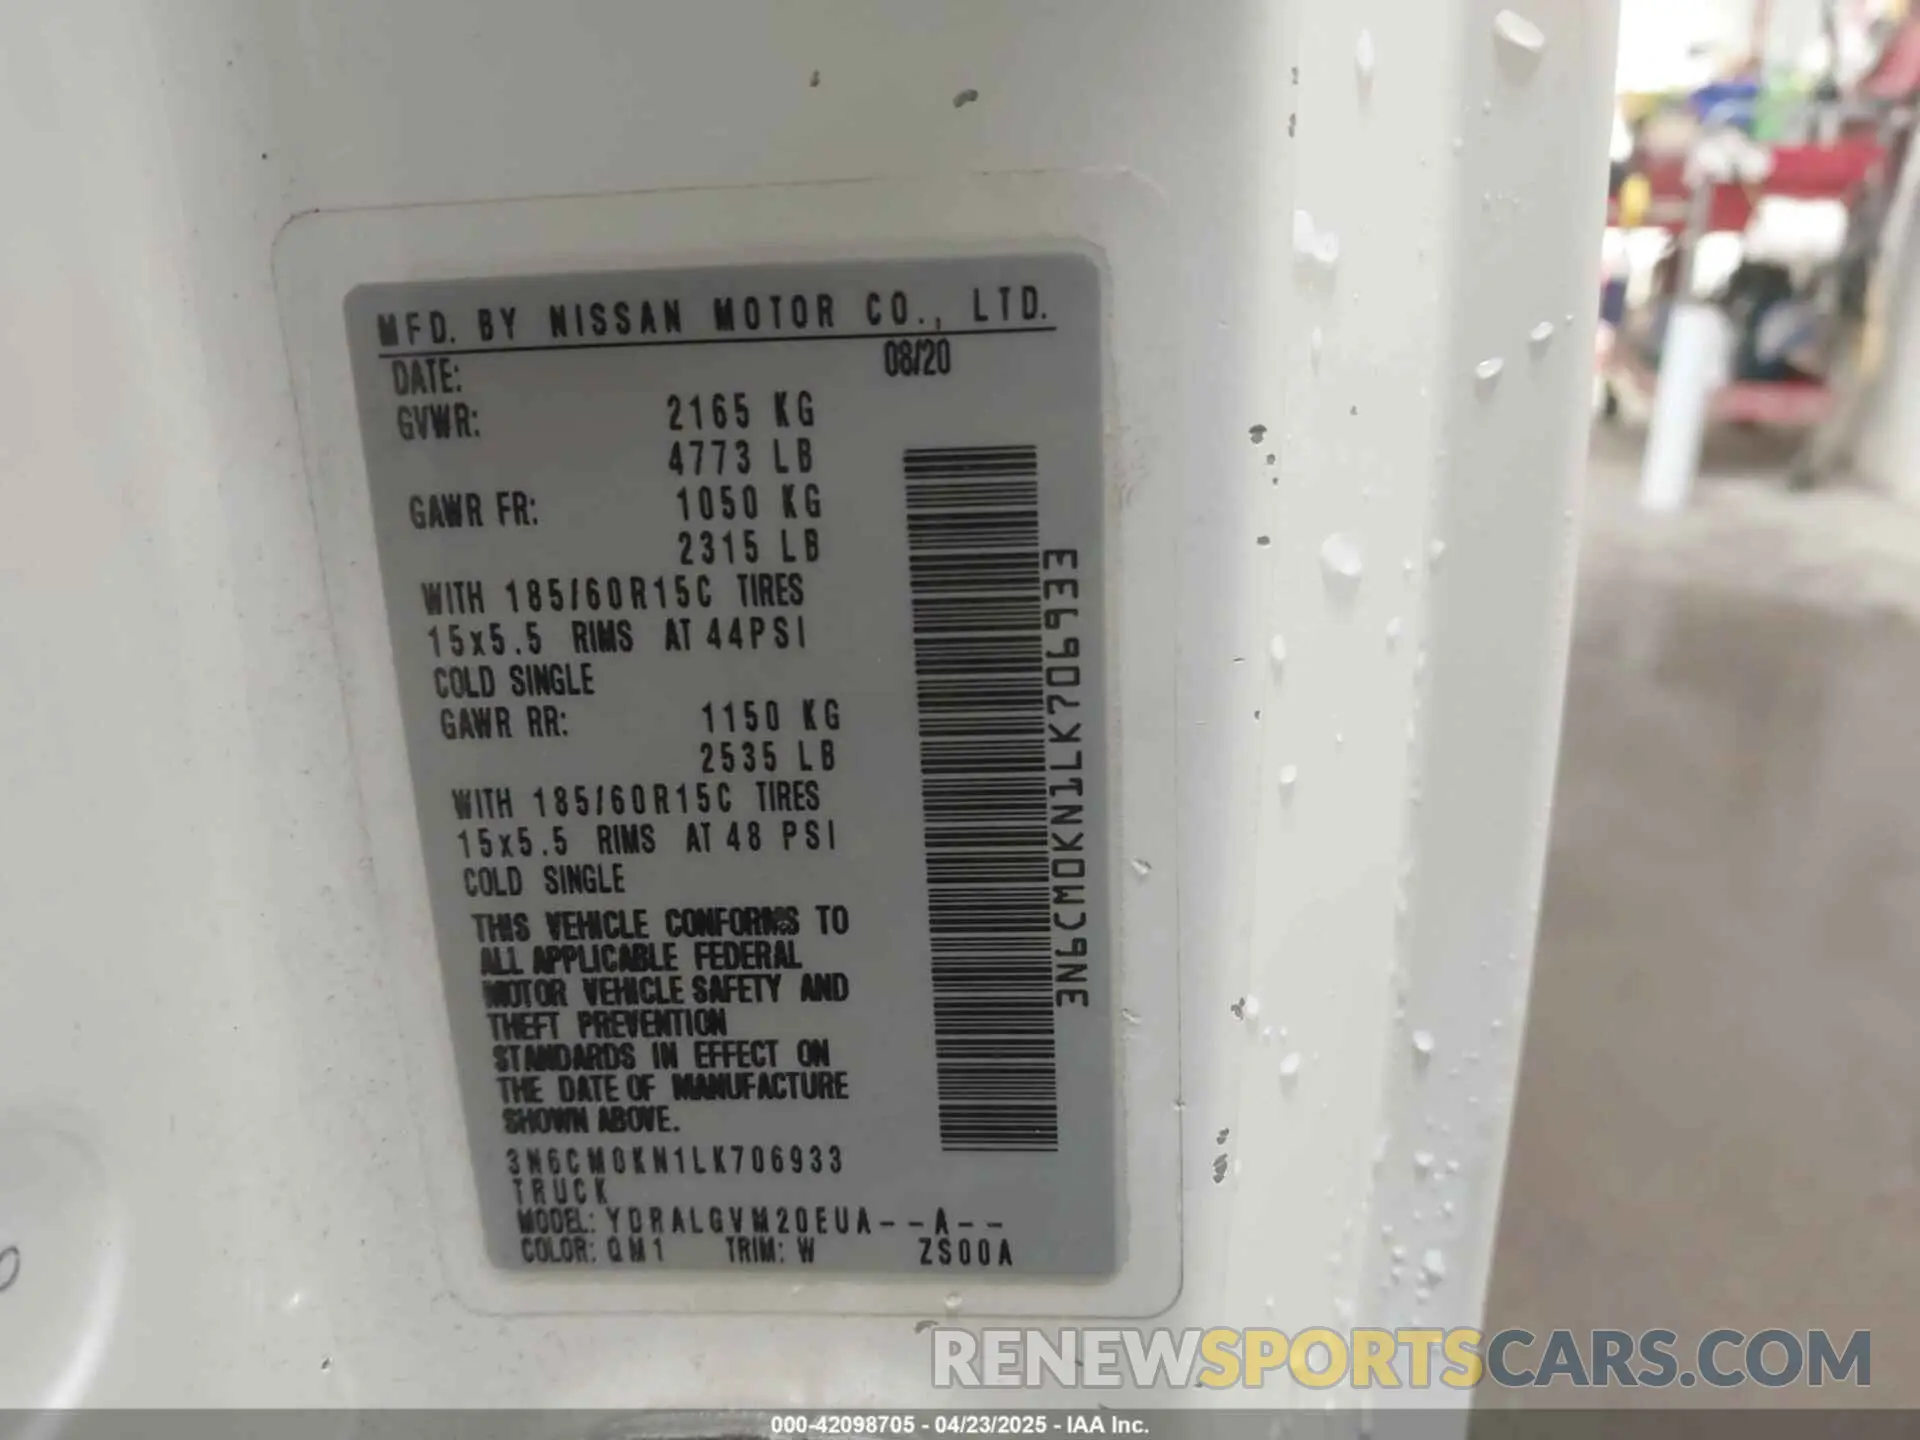 MFD. BY NISSAN MOTOR CO., LTD.
DATE: 08/20
GVWR: 2165 KG
4773 LB
GAWR FR: 1050 KG
2315 LB
WITH 185/60R15C TIRES
15x5.5 RIMS AT 44PSI
COLD SINGLE
GAWR RR: 1150 KG
2535 LB
WITH 185/60R15C TIRES
15x5.5 RIMS AT 48 PSI
COLD SINGLE
THIS VEHICLE CONFORMS TO
ALL APPLICABLE FEDERAL
MOTOR VEHICLE SAFETY AND
THEFT PREVENTION
STANDARDS IN EFFECT ON
THE DATE OF MANUFACTURE
SHOWN ABOVE.
3N6CM0KN1LK706933
TRUCK
MODEL: YDRALGVM20EUA--A--
COLOR: QM1 TRIM: W ZS00A
3N6CM0KN1LK706933
RENEWSPORTSCARS.COM
000-42098705 - 04/23/2025 - IAA Inc.